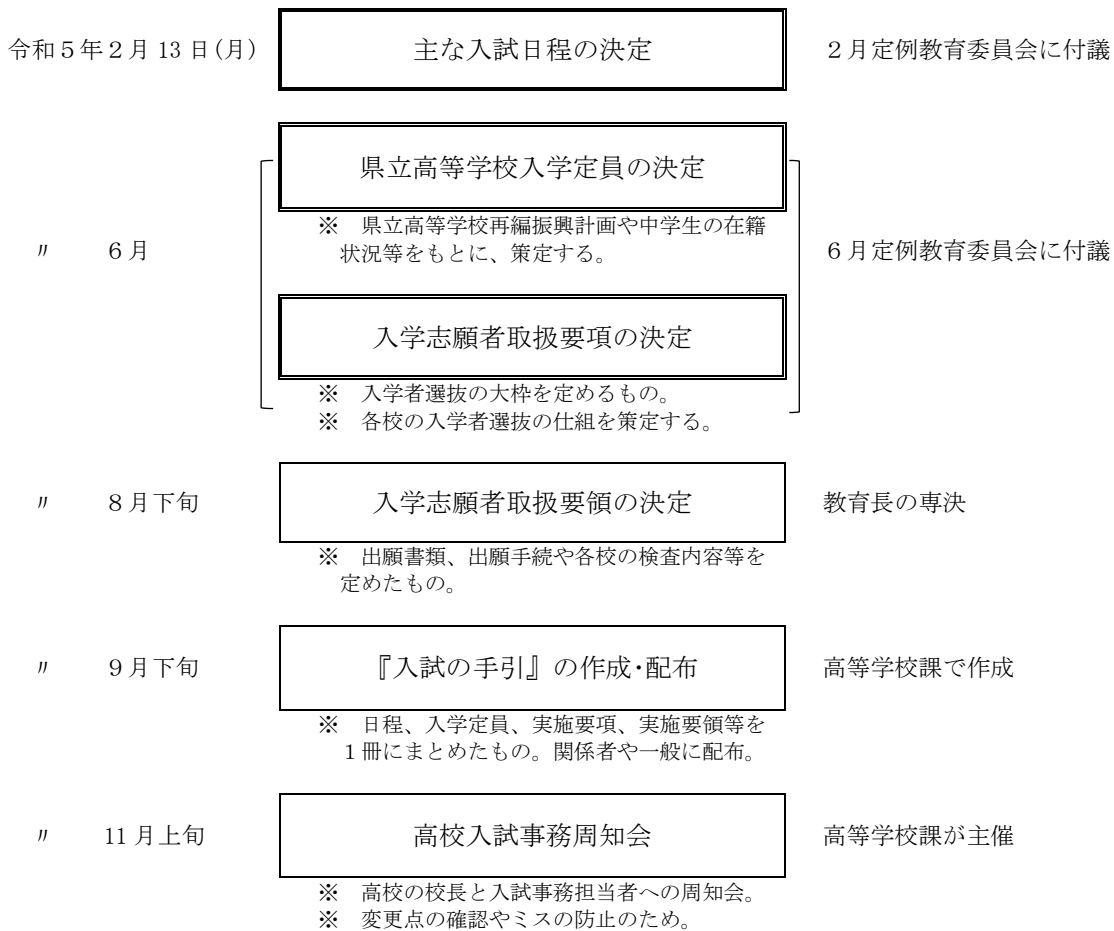 令和５年２月 13 日(月) 主な入試日程の決定 ２月定例教育委員会に付議
県立高等学校入学定員の決定
※　県立高等学校再編振興計画や中学生の在籍
状況等をもとに、策定する。
〃 ６月 ６月定例教育委員会に付議
入学志願者取扱要項の決定
※　入学者選抜の大枠を定めるもの。
※　各校の入学者選抜の仕組を策定する。
〃 ８月下旬 入学志願者取扱要領の決定 教育長の専決
※　出願書類、出願手続や各校の検査内容等を
定めたもの。
〃 ９月下旬 『入試の手引』の作成・配布 高等学校課で作成
※　日程、入学定員、実施要項、実施要領等を
１冊にまとめたもの。関係者や一般に配布。
〃 11 月上旬 高校入試事務周知会 高等学校課が主催
※　高校の校長と入試事務担当者への周知会。
※　変更点の確認やミスの防止のため。